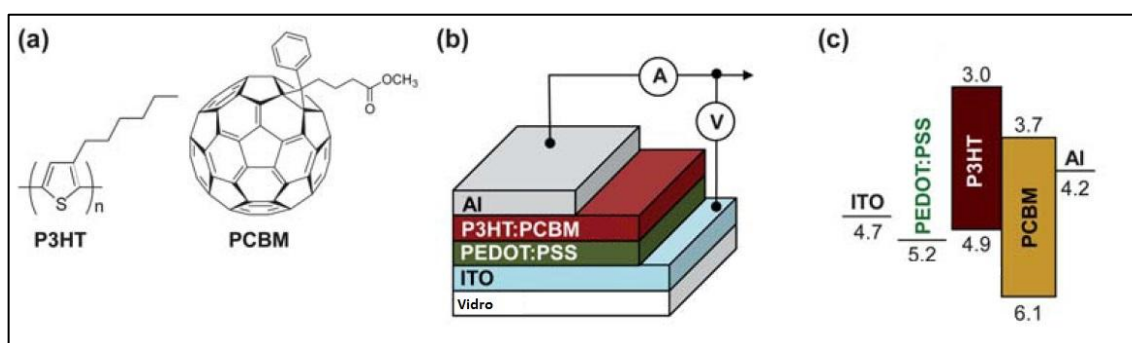 (a)
OCH3
O
S
n
P3HT
PCBM
(b)
A
V
Al
P3HT:PCBM
PEDOT:PSS
ITO
Vidro
(c)
3.0
3.7
PEDOT:PSS
P3HT
PCBM
Al
4.2
ITO
4.7
5.2
4.9
6.1